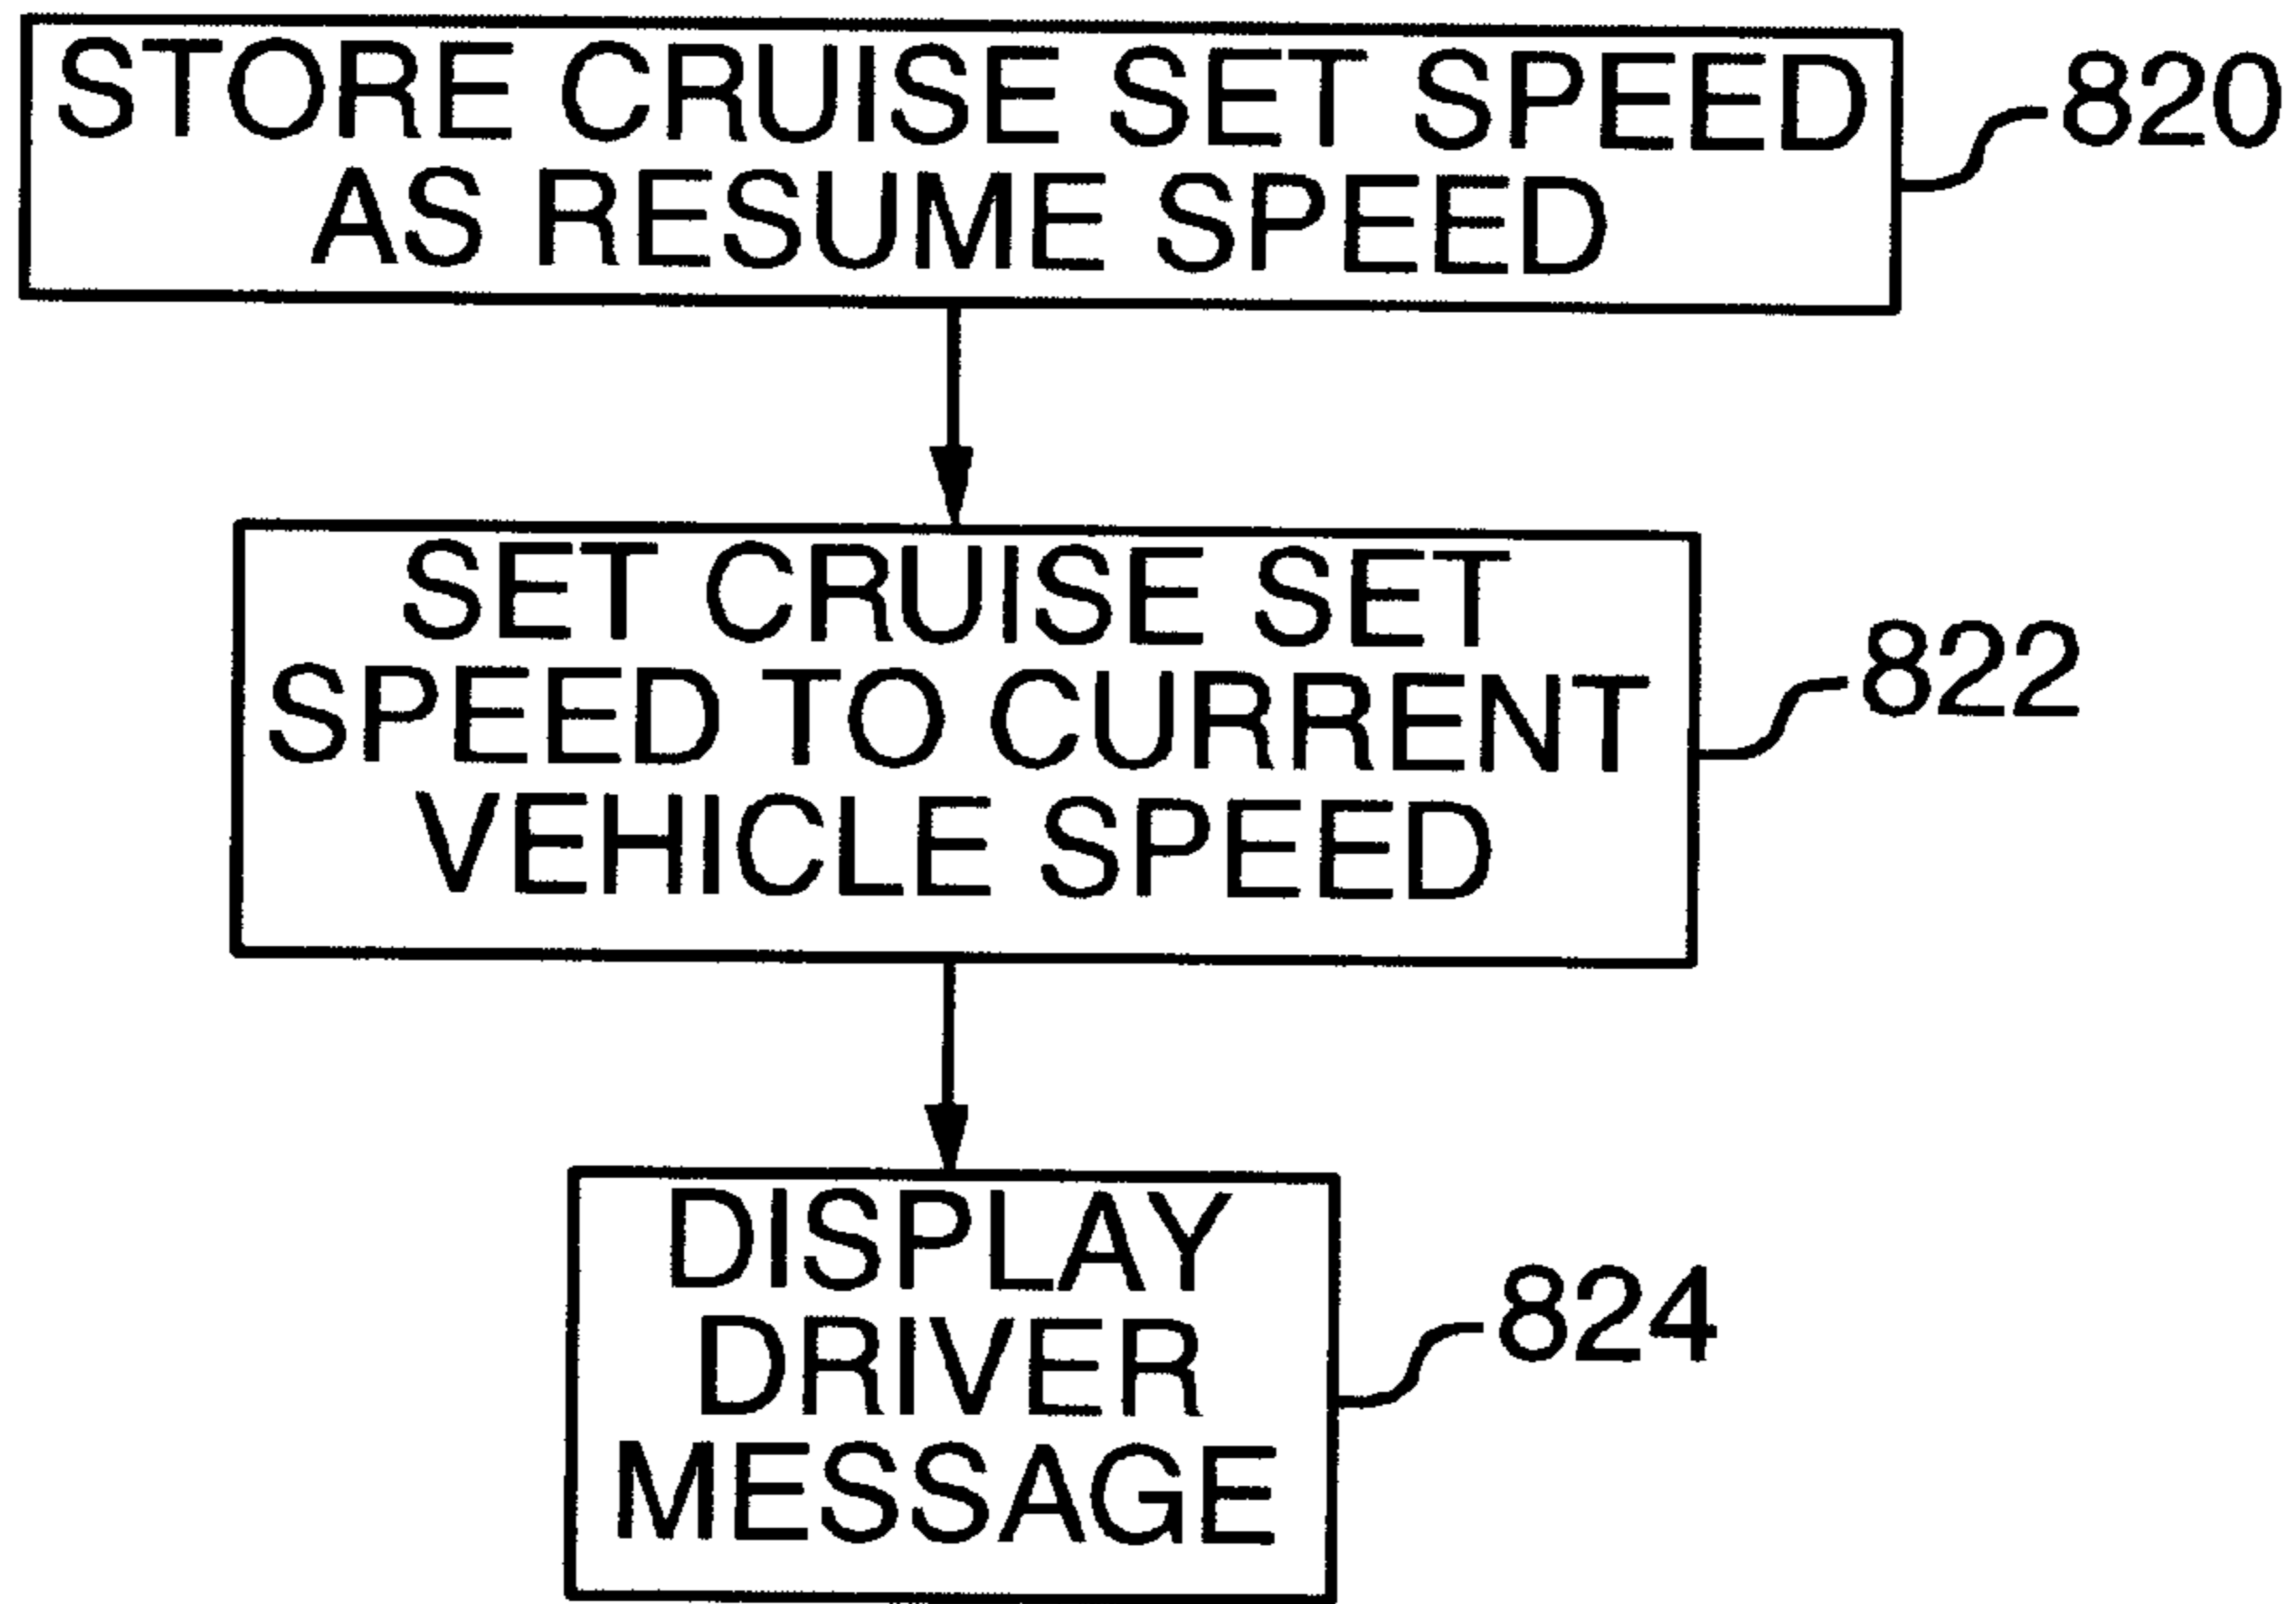 STORE CRUISE SET SPEED
AS RESUME SPEED
820
SET CRUISE SET
SPEED TO CURRENT
VEHICLE SPEED
822
DISPLAY
DRIVER
MESSAGE
824